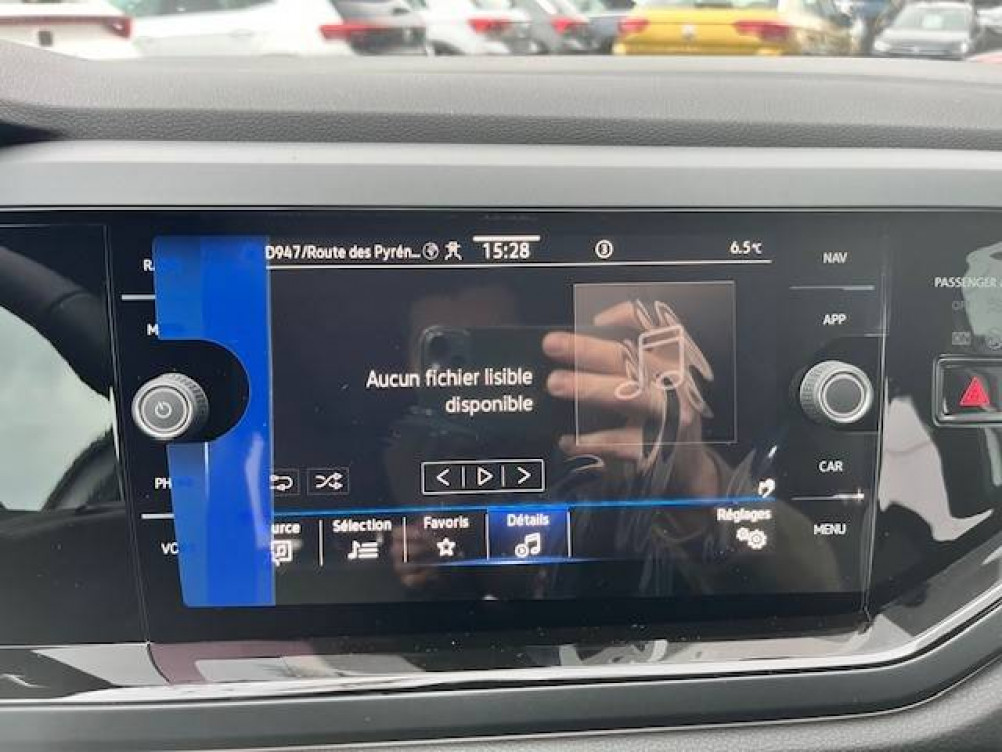 D947/Route des Pyrén...
15:28
3
6.5°C
NAV
PASSENGER
APP
Aucun fichier lisible
disponible
CAR
Sélection
Favoris
Détails
Réglages
MENU